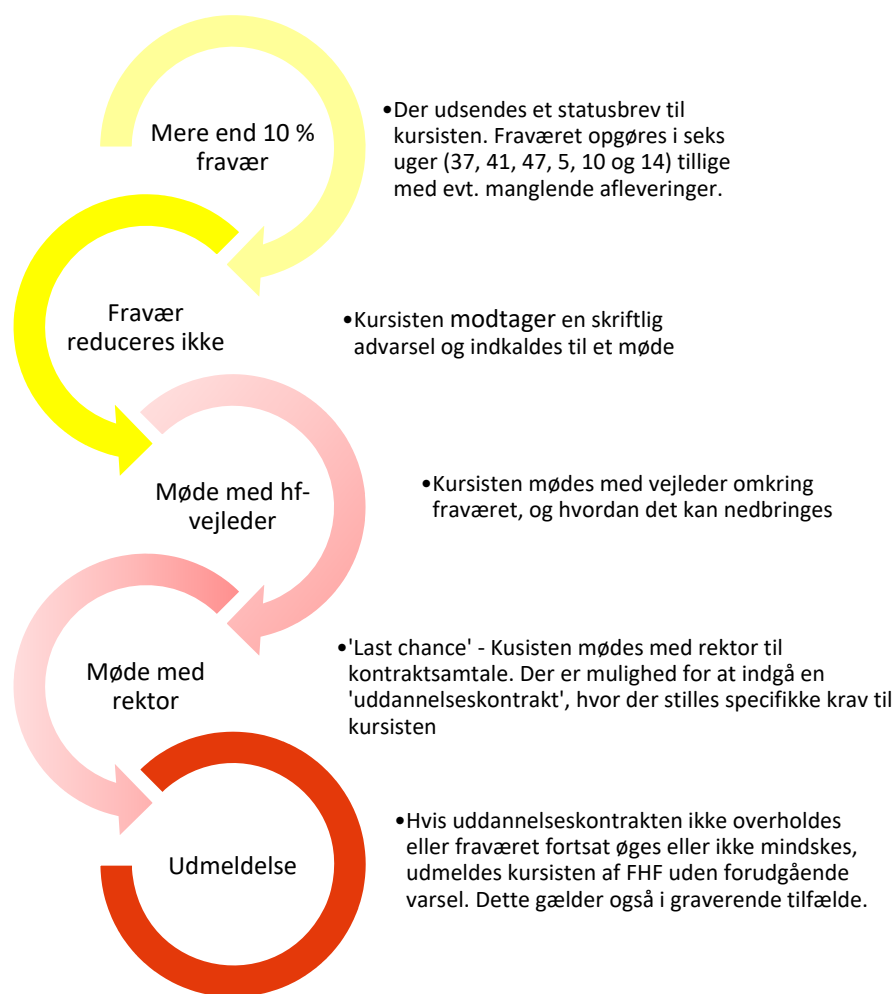 Mere end 10 %
fravær
•Der udsendes et statusbrev til
kursisten. Fraværet opgøres i seks
uger (37, 41, 47, 5, 10 og 14) tillige
med evt. manglende afleveringer.
Fravær
reduceres ikke
•Kursisten modtager en skriftlig
advarsel og indkaldes til et møde
Møde med hf-
vejleder
•Kursisten mødes med vejleder omkring
fraværet, og hvordan det kan nedbringes
Møde med
rektor
•'Last chance' - Kusisten mødes med rektor til
kontraktsamtale. Der er mulighed for at indgå en
'uddannelseskontrakt', hvor der stilles specifikke krav til
kursisten
Udmeldelse
•Hvis uddannelseskontrakten ikke overholdes
eller fraværet fortsat øges eller ikke mindskes,
udmeldes kursisten af FHF uden forudgående
varsel. Dette gælder også i graverende tilfælde.